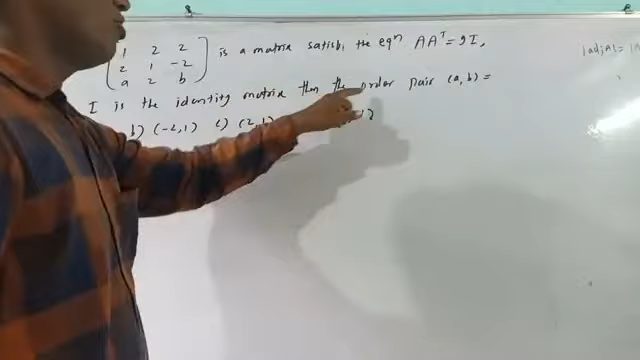 1 2 2
2 1 -2 is a matrix satisfi. the eqn AAᵀ = 9I,
a 2 b
|adjA| = |A
I is the identity matrix then the order pair (a, b) =
b) (-2,1) c) (2,1)